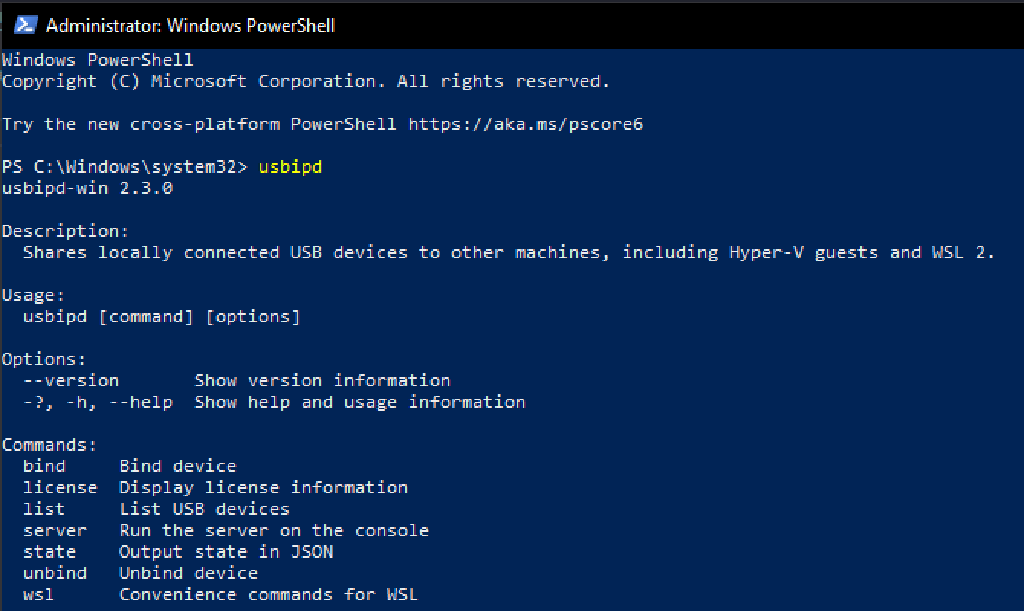 Administrator: Windows PowerShell
Windows PowerShell
Copyright (C) Microsoft Corporation. All rights reserved.
Try the new cross-platform PowerShell https://aka.ms/pscore6
PS C:\Windows\system32> usbipd
usbipd-win 2.3.0
Description:
  Shares locally connected USB devices to other machines, including Hyper-V guests and WSL 2.
Usage:
  usbipd [command] [options]
Options:
  --version       Show version information
  -?, -h, --help  Show help and usage information
Commands:
  bind     Bind device
  license  Display license information
  list     List USB devices
  server   Run the server on the console
  state    Output state in JSON
  unbind   Unbind device
  wsl      Convenience commands for WSL